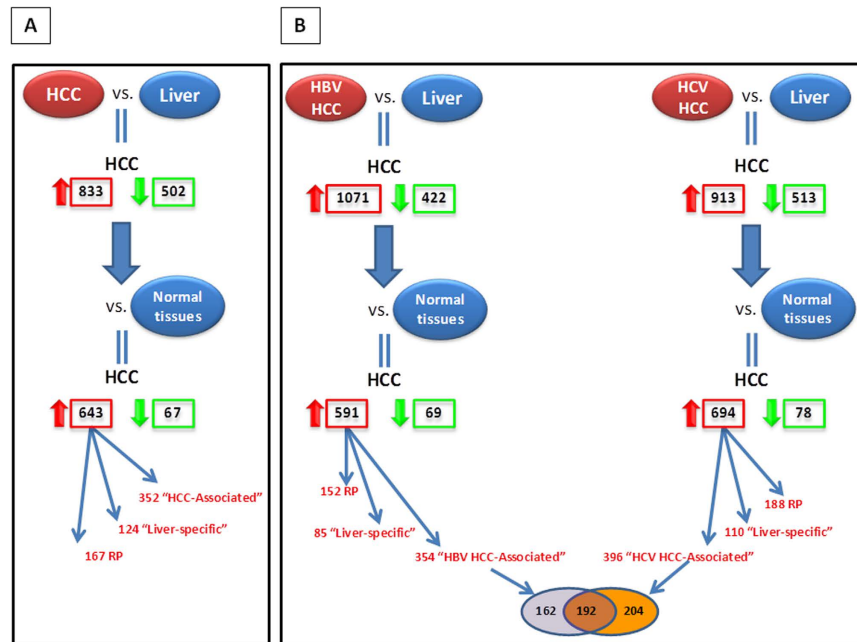 A
HCC vs. Liver
HCC
833 502
vs. Normal
tissues
HCC
643 67
352 “HCC-Associated”
124 “Liver-specific”
167 RP
B
HBV
HCC vs. Liver
HCC
1071 422
vs. Normal
tissues
HCC
591 69
152 RP
85 “Liver-specific”
354 “HBV HCC-Associated”
HCV
HCC vs. Liver
HCC
913 513
vs. Normal
tissues
HCC
694 78
188 RP
110 “Liver-specific”
396 “HCV HCC-Associated”
162 192 204